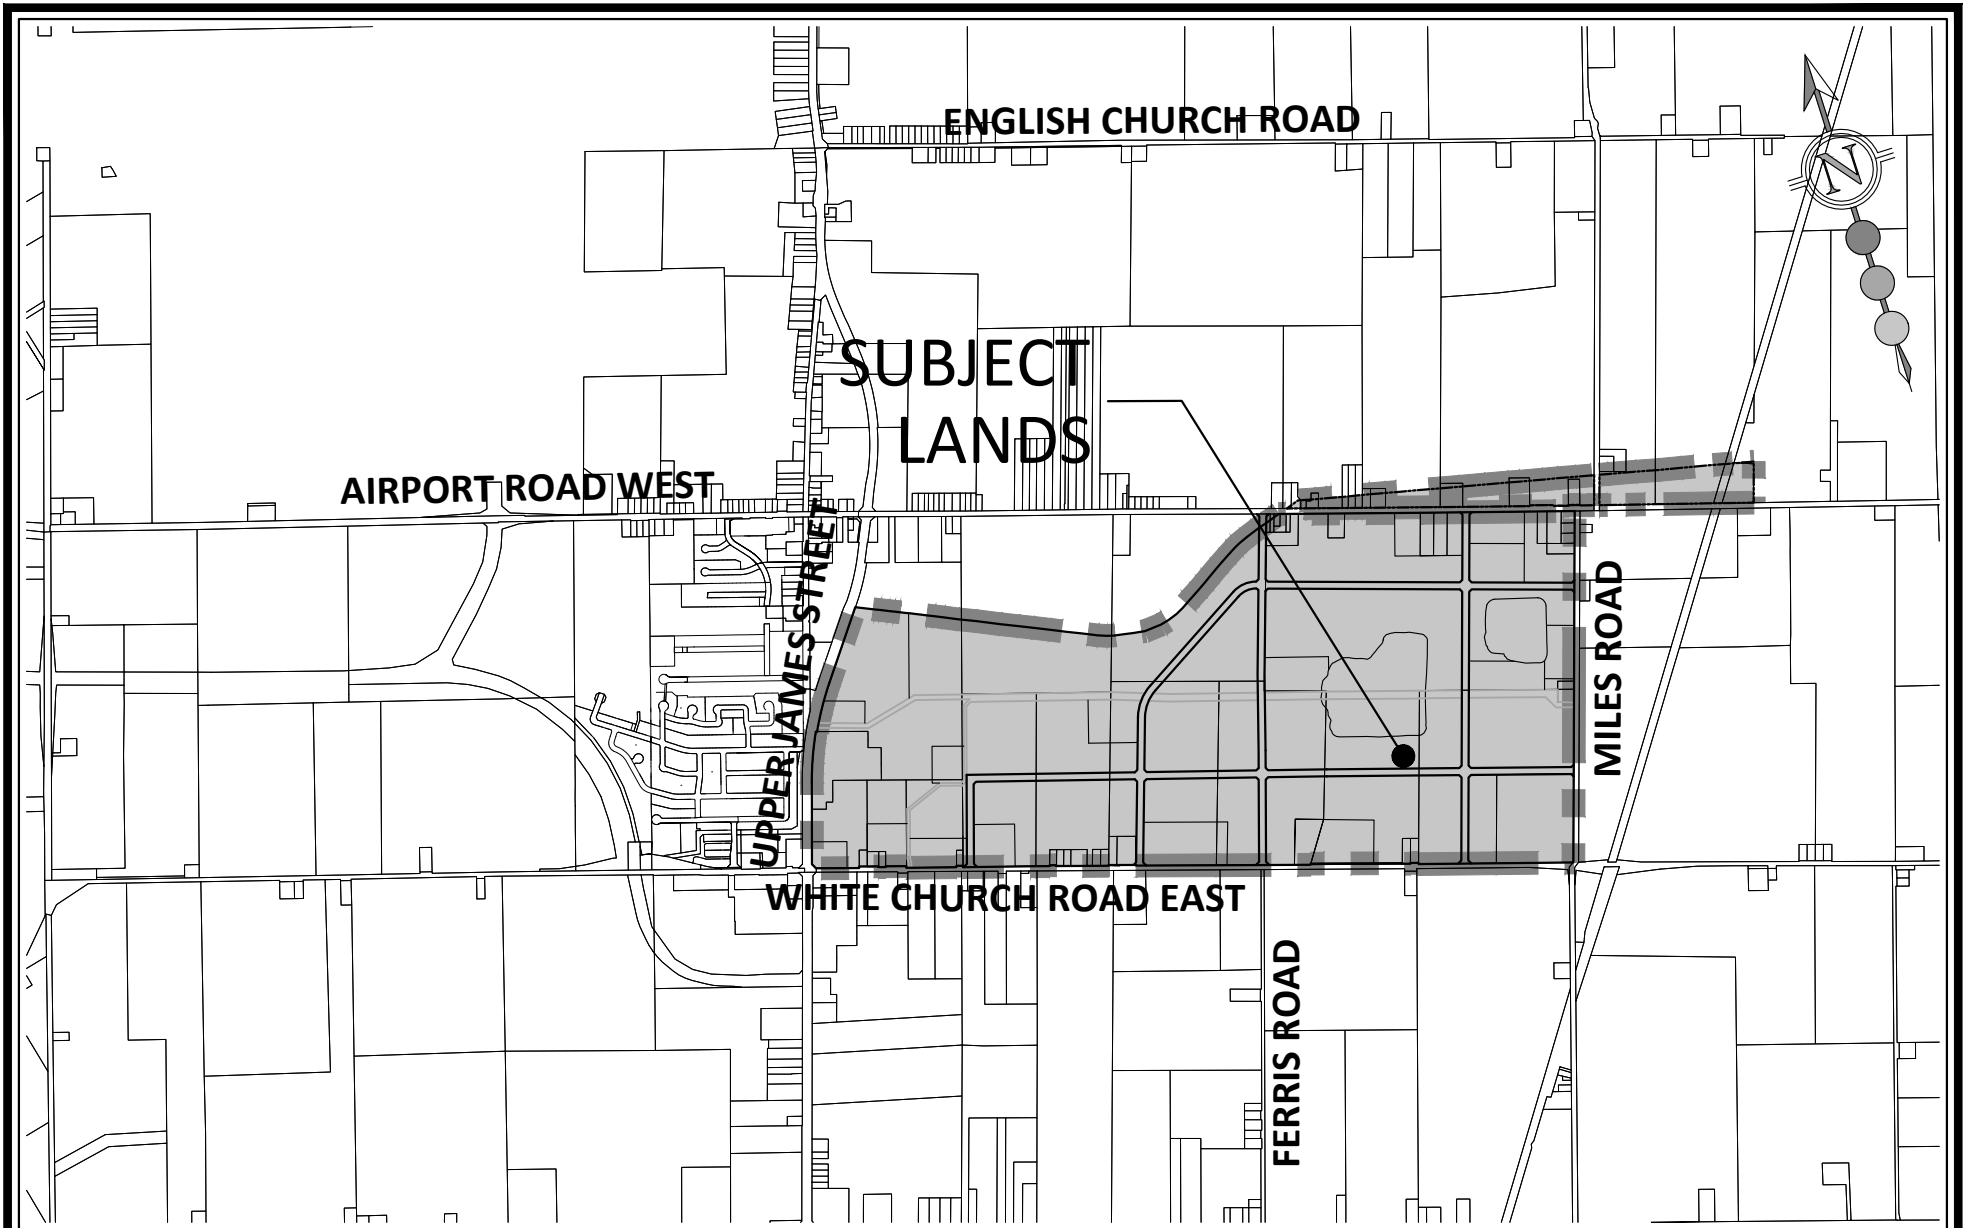 ENGLISH CHURCH ROAD
N
SUBJECT
LANDS
AIRPORT ROAD WEST
UPPER JAMES STREET
MILES ROAD
WHITE CHURCH ROAD EAST
FERRIS ROAD